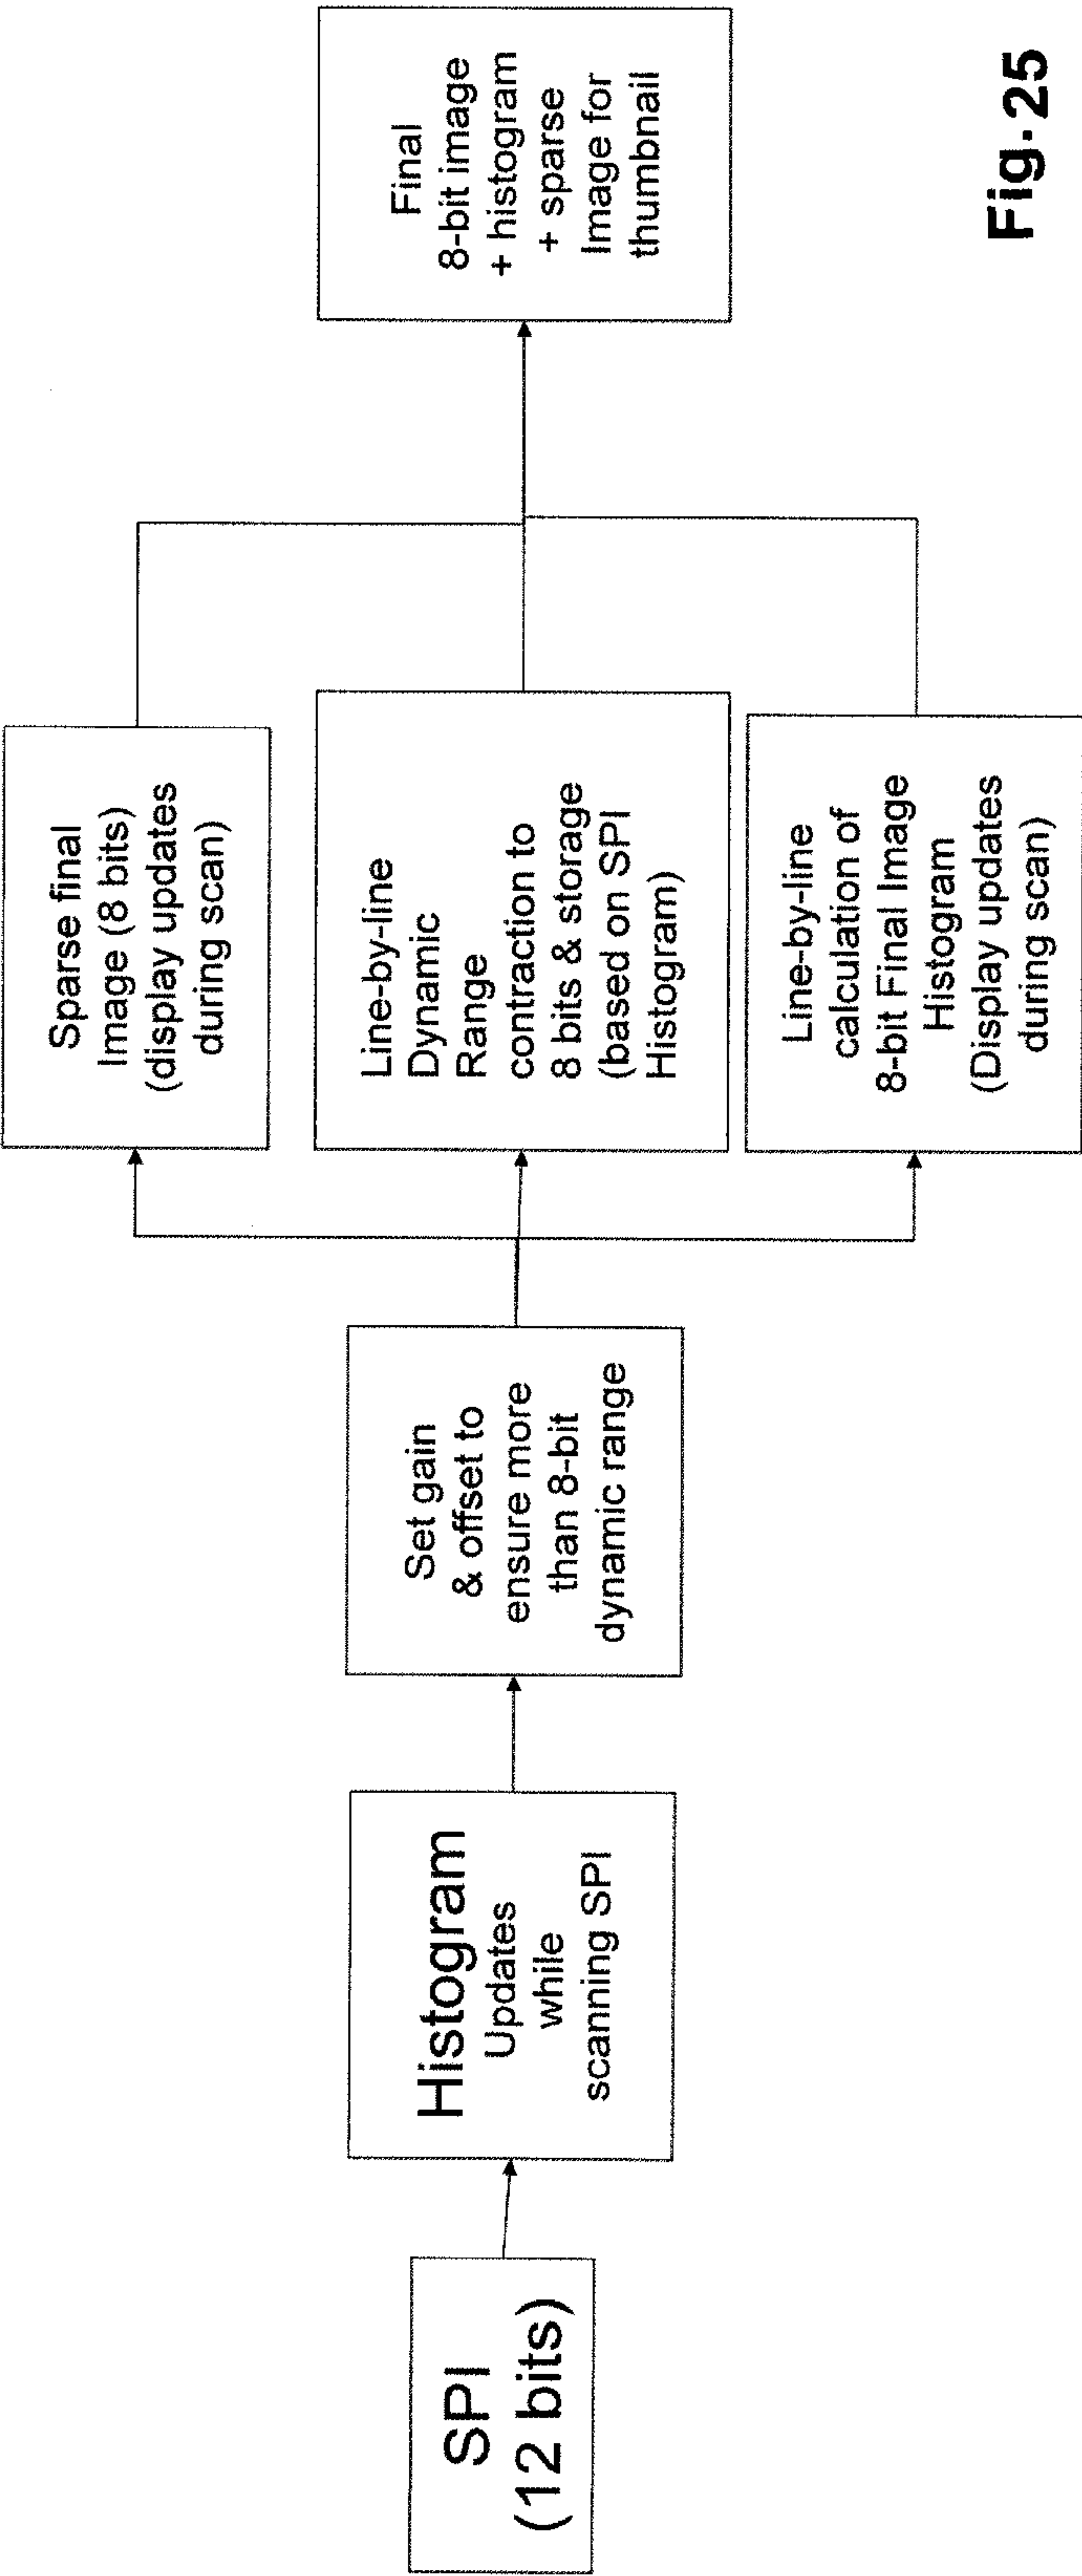 SPI
(12 bits)
Histogram
Updates
while
scanning SPI
Set gain
& offset to
ensure more
than 8-bit
dynamic range
Sparse final
Image (8 bits)
(display updates
during scan)
Line-by-line
Dynamic
Range
contraction to
8 bits & storage
(based on SPI
Histogram)
Line-by-line
calculation of
8-bit Final Image
Histogram
(Display updates
during scan)
Final
8-bit image
+ histogram
+ sparse
Image for
thumbnail
Fig. 25